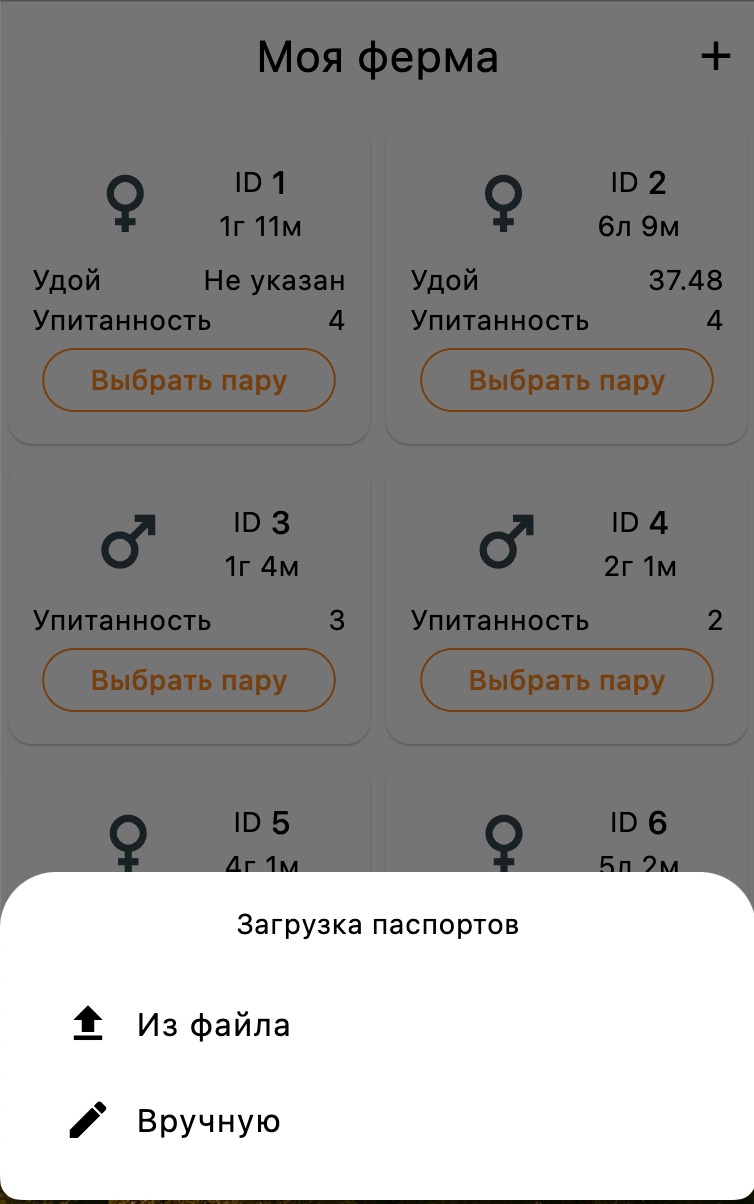 Моя ферма +
ID 1
1г 11м
Удой Не указан
Упитанность 4
Выбрать пару
ID 2
6л 9м
Удой 37.48
Упитанность 4
Выбрать пару
ID 3
1г 4м
Упитанность 3
Выбрать пару
ID 4
2г 1м
Упитанность 2
Выбрать пару
ID 5
4г 1м
ID 6
5л 2м
Загрузка паспортов
Из файла
Вручную